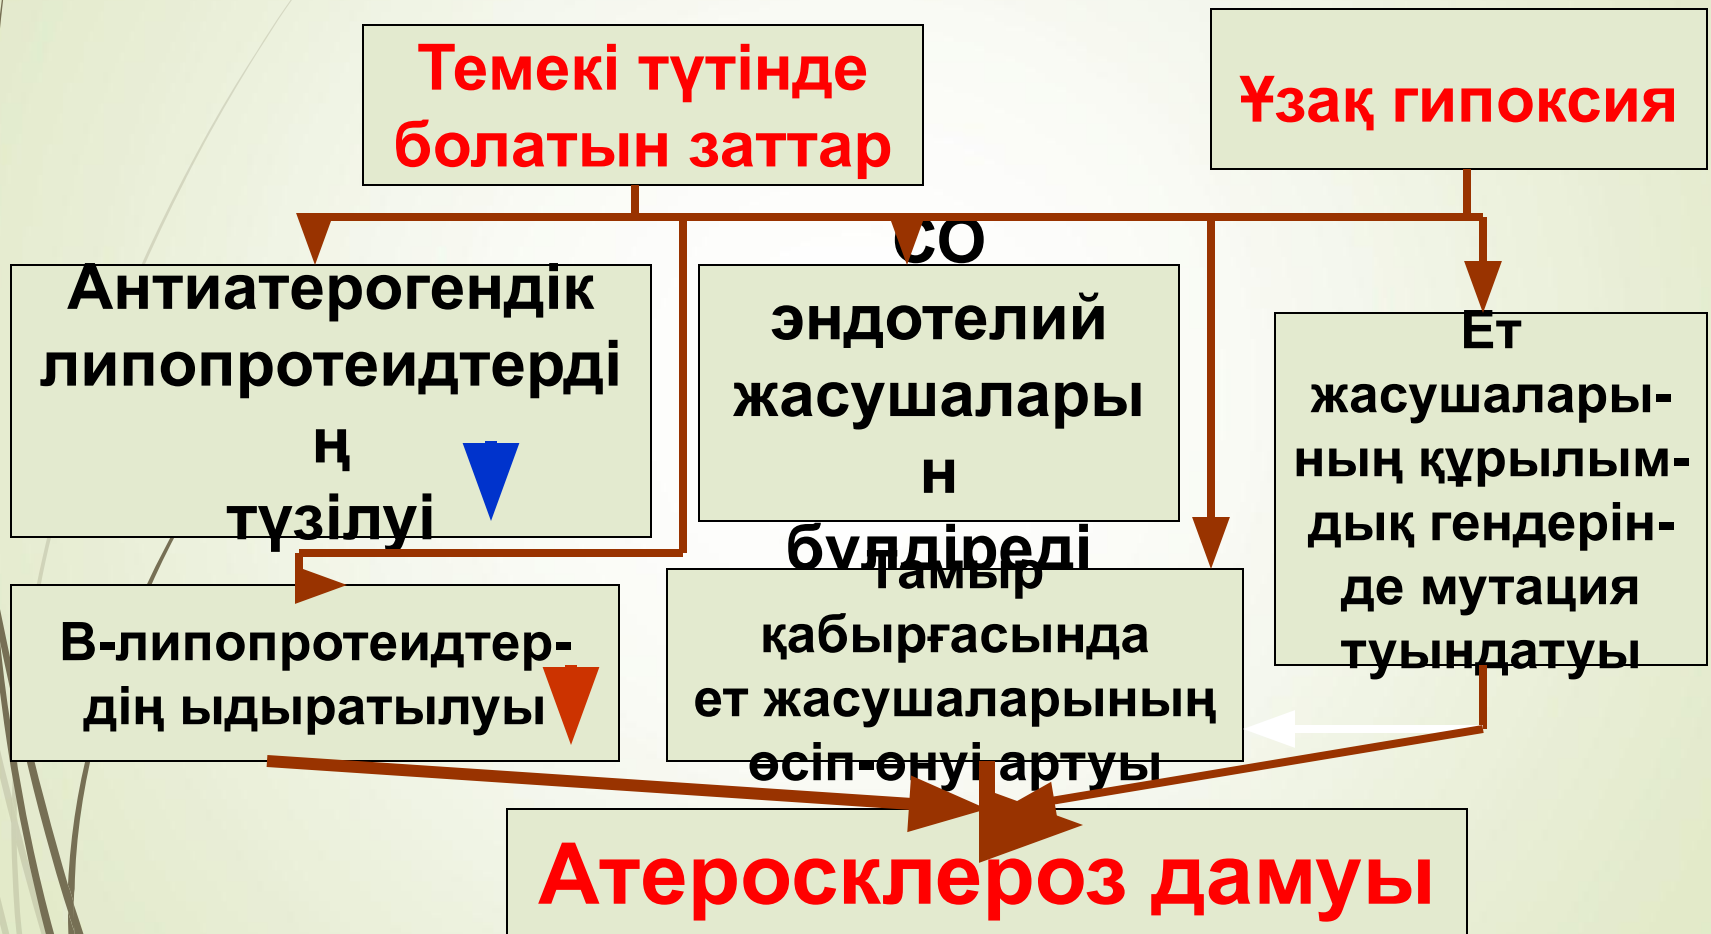 Темекі түтінде
болатын заттар
Ұзақ гипоксия
Антиатерогендік
липопротеидтерді
ң
түзілуі
СО
эндотелий
жасушалары
н
бүлдіреді
Ет
жасушалары-
ның құрылым-
дық гендерін-
де мутация
туындатуы
В-липопротеидтер-
дің ыдыратылуы
Тамыр
қабырғасында
ет жасушаларының
өсіп-өнуі артуы
Атеросклероз дамуы